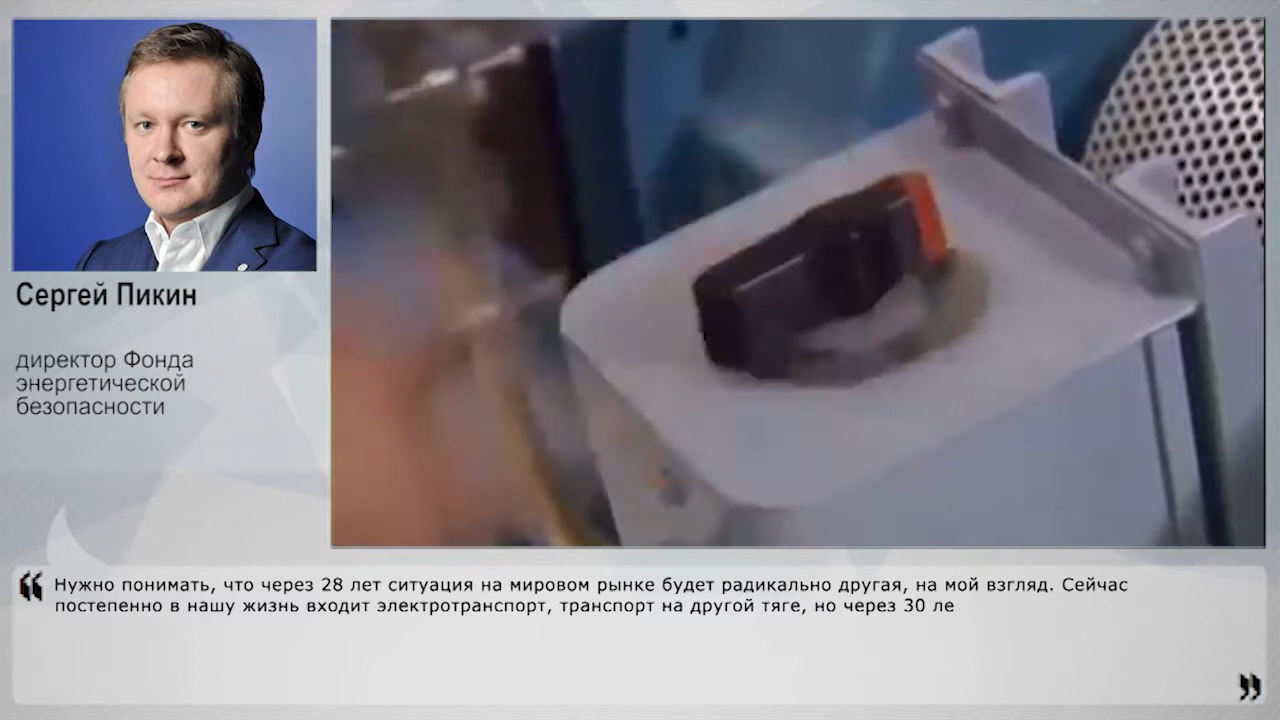 Сергей Пикин
директор Фонда
энергетической
безопасности
“ Нужно понимать, что через 28 лет ситуация на мировом рынке будет радикально другая, на мой взгляд. Сейчас
постепенно в нашу жизнь входит электротранспорт, транспорт на другой тяге, но через 30 ле
”